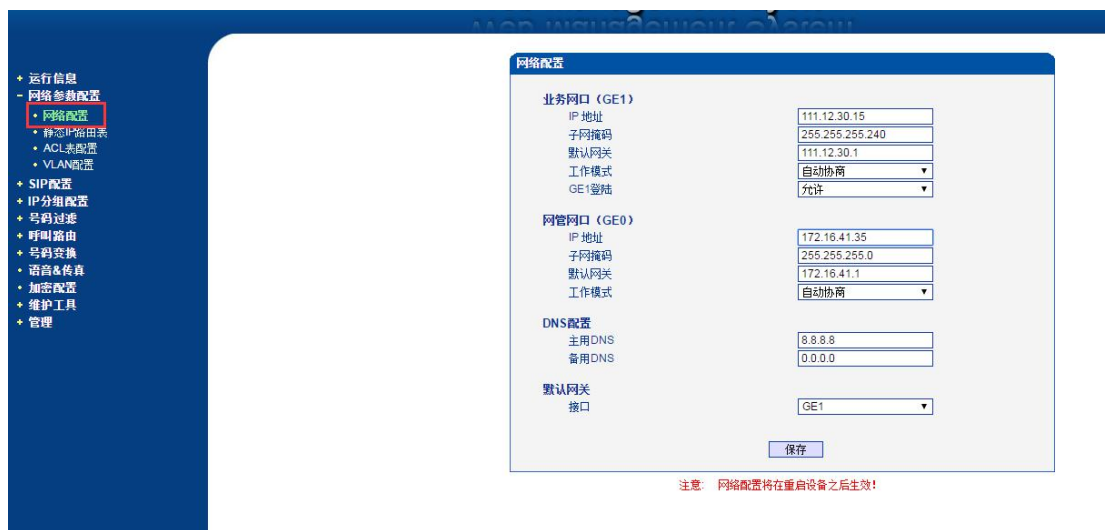 运行信息
网络参数配置
网络配置
静态IP路由表
ACL表配置
VLAN配置
SIP配置
IP分组配置
号码过滤
呼叫路由
号码变换
语音&传真
加密配置
维护工具
管理
网络配置
业务网口（GE1）
IP 地址 111.12.30.15
子网掩码 255.255.255.240
默认网关 111.12.30.1
工作模式 自动协商
GE1登陆 允许
网管网口（GE0）
IP 地址 172.16.41.35
子网掩码 255.255.255.0
默认网关 172.16.41.1
工作模式 自动协商
DNS配置
主用DNS 8.8.8.8
备用DNS 0.0.0.0
默认网关
接口 GE1
保存
注意: 网络配置将在重启设备之后生效!